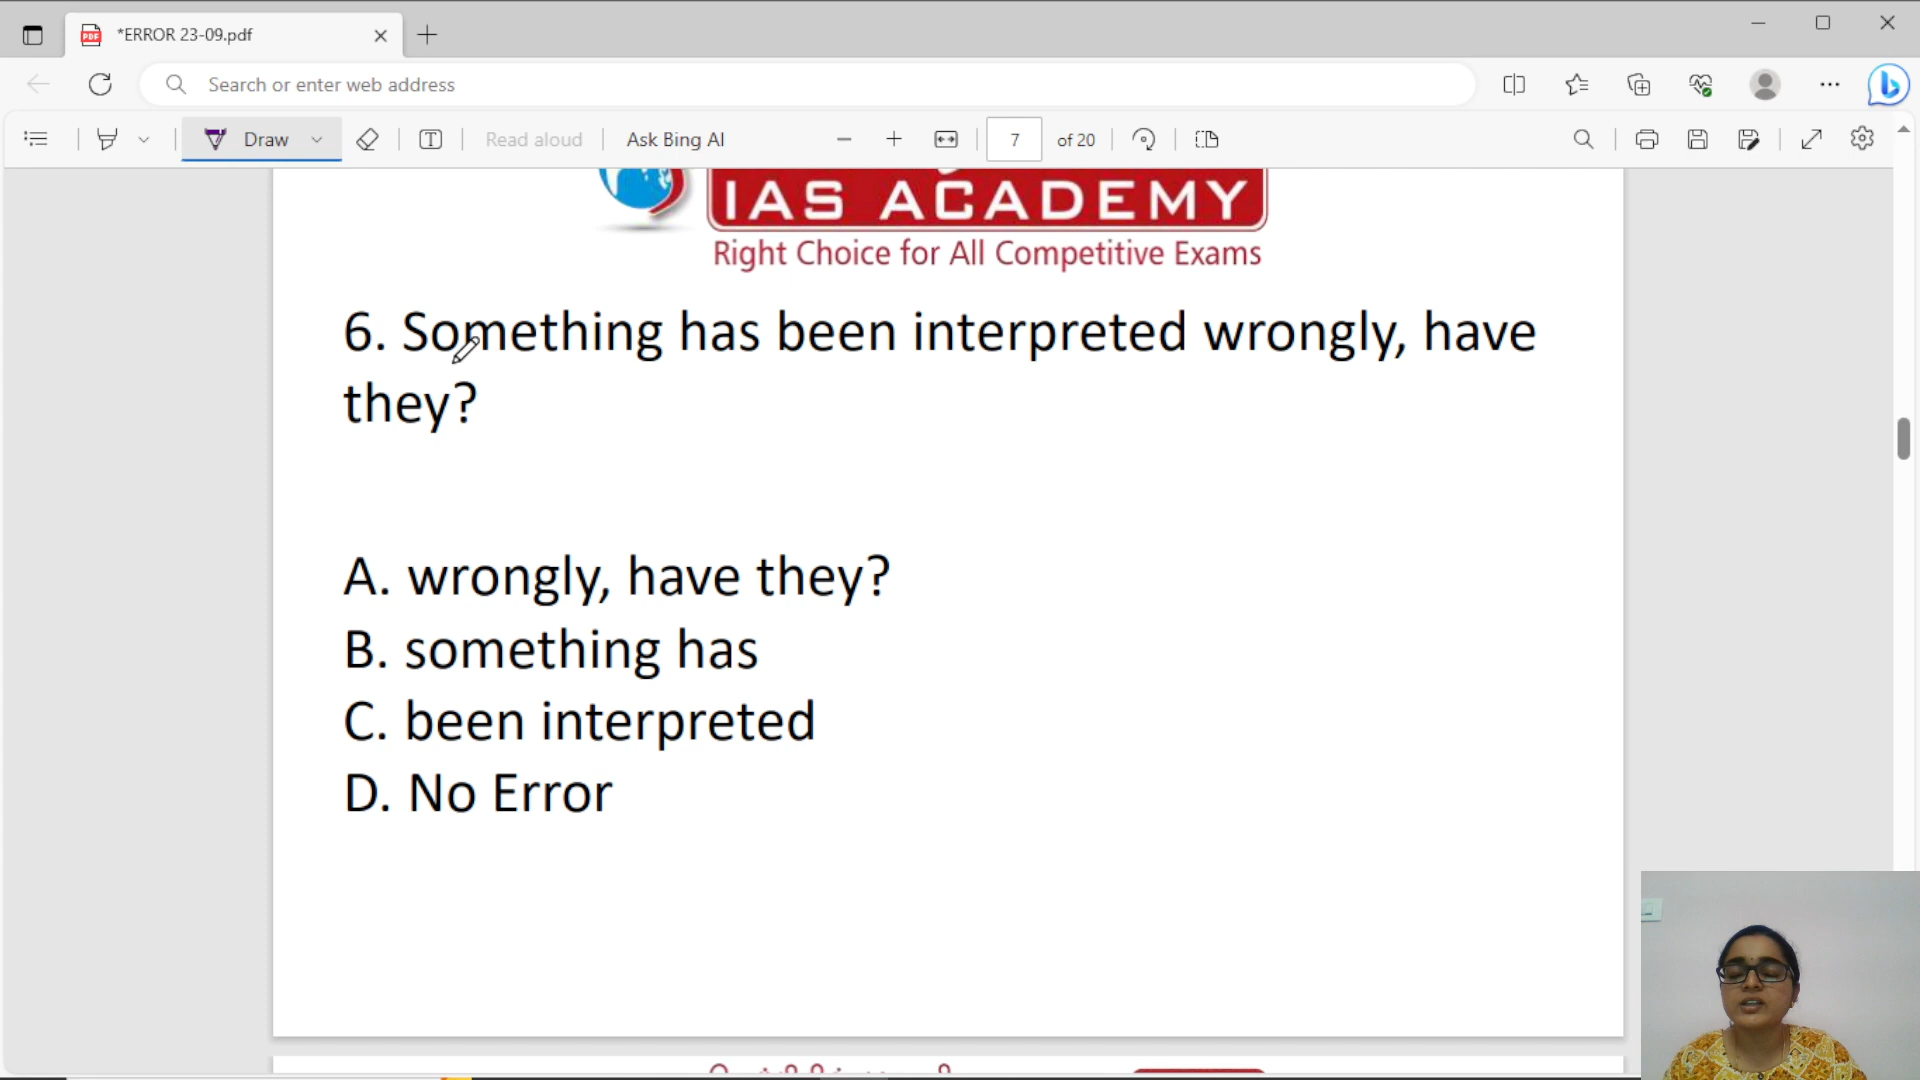 *ERROR 23-09.pdf
Search or enter web address
Draw
Read aloud
Ask Bing AI
7 of 20
IAS ACADEMY
Right Choice for All Competitive Exams
6. Something has been interpreted wrongly, have
they?
A. wrongly, have they?
B. something has
C. been interpreted
D. No Error